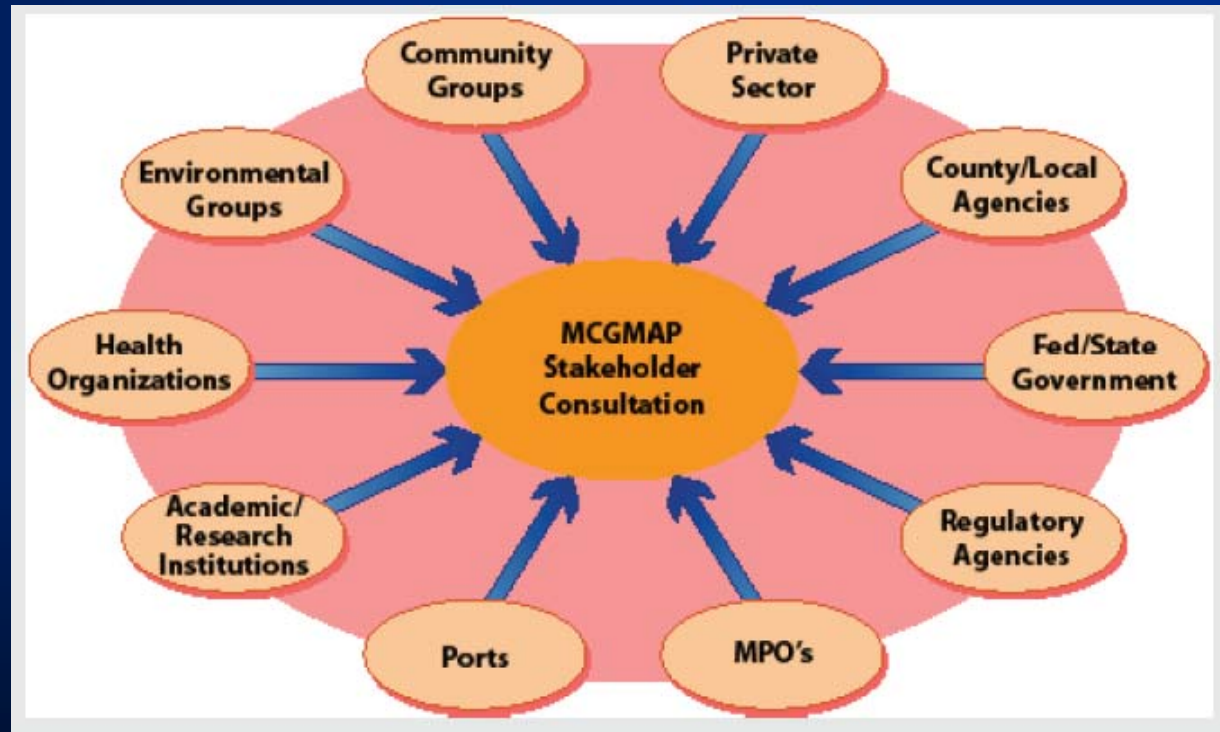 Community
Groups
Private
Sector
Environmental
Groups
County/Local
Agencies
Health
Organizations
MCGMAP
Stakeholder
Consultation
Fed/State
Government
Academic/
Research
Institutions
Regulatory
Agencies
Ports
MPO's